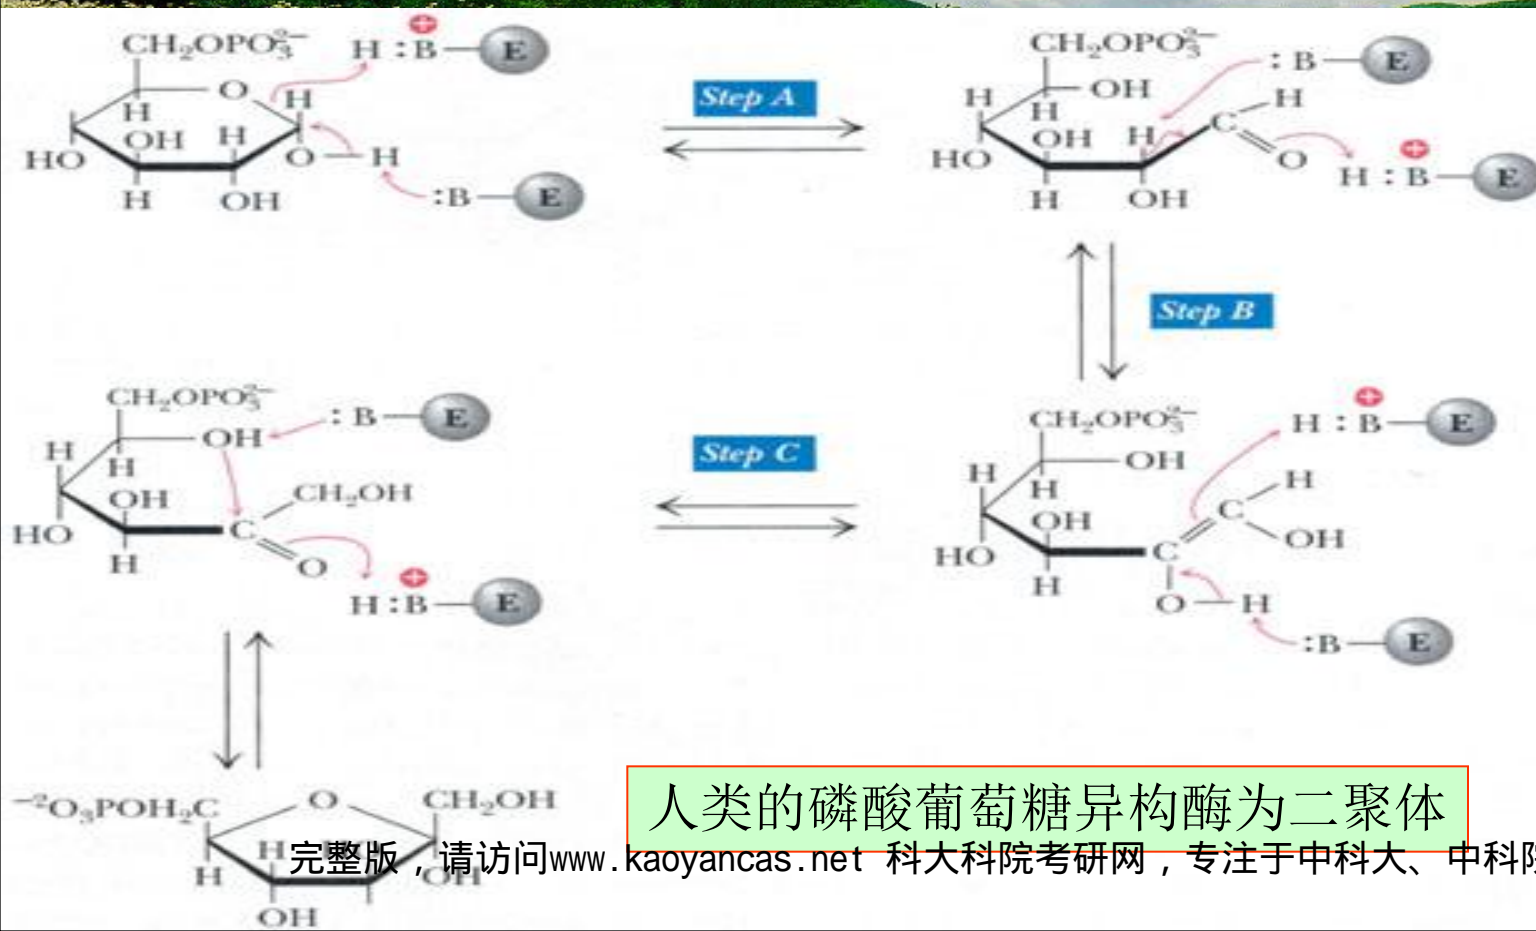 CH₂OPO₃²⁻ H:B⊕—E
O H
H
OH H
HO O—H
:B—E
H OH
Step A
CH₂OPO₃²⁻ :B—E
H OH H
H
OH H C
HO O
H:B⊕—E
H OH
Step B
CH₂OPO₃²⁻ :B—E
H OH
H
OH CH₂OH
HO C
H O
H:B⊕—E
Step C
CH₂OPO₃²⁻ H:B⊕—E
H OH H
H C
OH OH
HO C
H O—H
:B—E
⁻²O₃POH₂C O CH₂OH
H
H OH
OH
人类的磷酸葡萄糖异构酶为二聚体
完整版，请访问www.kaoyancas.net 科大科院考研网，专注于中科大、中科院